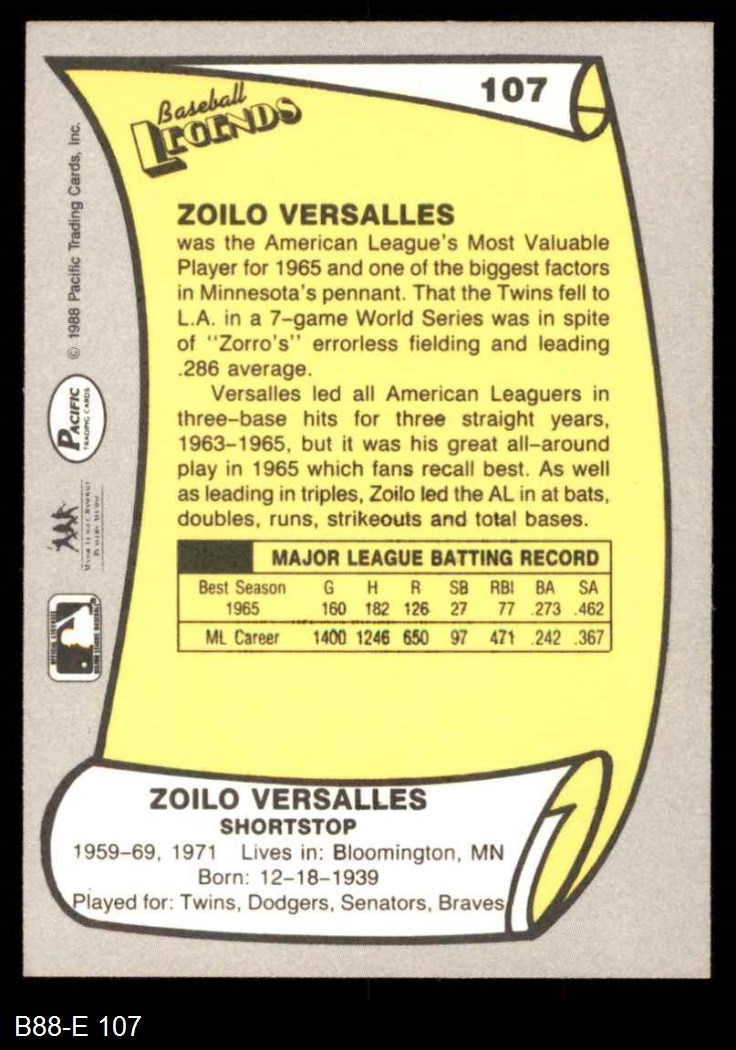 107
Baseball
LEGENDS
ZOILO VERSALLES
was the American League's Most Valuable
Player for 1965 and one of the biggest factors
in Minnesota's pennant. That the Twins fell to
L.A. in a 7-game World Series was in spite
of "Zorro's" errorless fielding and leading
.286 average.
Versalles led all American Leaguers in
three-base hits for three straight years,
1963-1965, but it was his great all-around
play in 1965 which fans recall best. As well
as leading in triples, Zoilo led the AL in at bats,
doubles, runs, strikeouts and total bases.
MAJOR LEAGUE BATTING RECORD
Best Season G H R SB RBI BA SA
1965 160 182 126 27 77 .273 .462
ML Career 1400 1246 650 97 471 .242 .367
ZOILO VERSALLES
SHORTSTOP
1959-69, 1971 Lives in: Bloomington, MN
Born: 12-18-1939
Played for: Twins, Dodgers, Senators, Braves
© 1988 Pacific Trading Cards, Inc.
PACIFIC
TRADING CARDS
B88-E 107